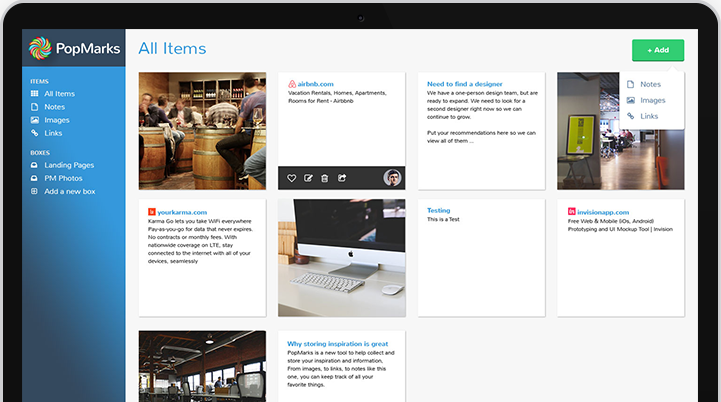 PopMarks
All Items
+ Add
ITEMS
All Items
Notes
Images
Links
BOXES
Landing Pages
PM Photos
Add a new box
Notes
Images
Links
airbnb.com
Vacation Rentals, Homes, Apartments,
Rooms for Rent - Airbnb
Need to find a designer
We have a one-person design team, but are
ready to expand. We need to look for a
second designer right now so we can
continue to grow.
Put your recommendations here so we can
view all of them ...
yourkarma.com
Karma Go lets you take WiFi everywhere
Pay-as-you-go for data that never expires.
No contracts or monthly fees. With
nationwide coverage on LTE, stay
connected to the internet with all of your
devices, seamlessly
Testing
This is a Test
in
invisionapp.com
Free Web & Mobile (iOs, Android)
Prototyping and UI Mockup Tool | Invision
Why storing inspiration is great
PopMarks is a new tool to help collect and
store your inspiration and information,
From images, to links, to notes like this
one, you can keep track of all your
favorite things.